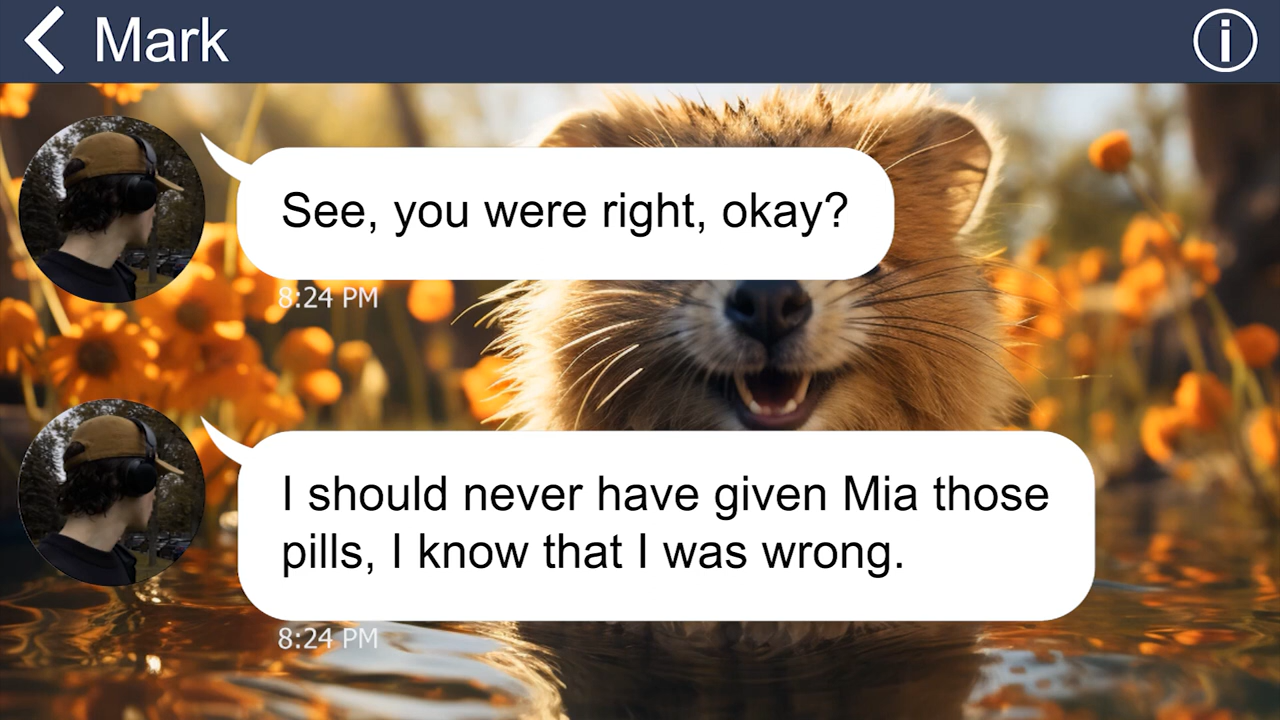 Mark
See, you were right, okay?
8:24 PM
I should never have given Mia those
pills, I know that I was wrong.
8:24 PM